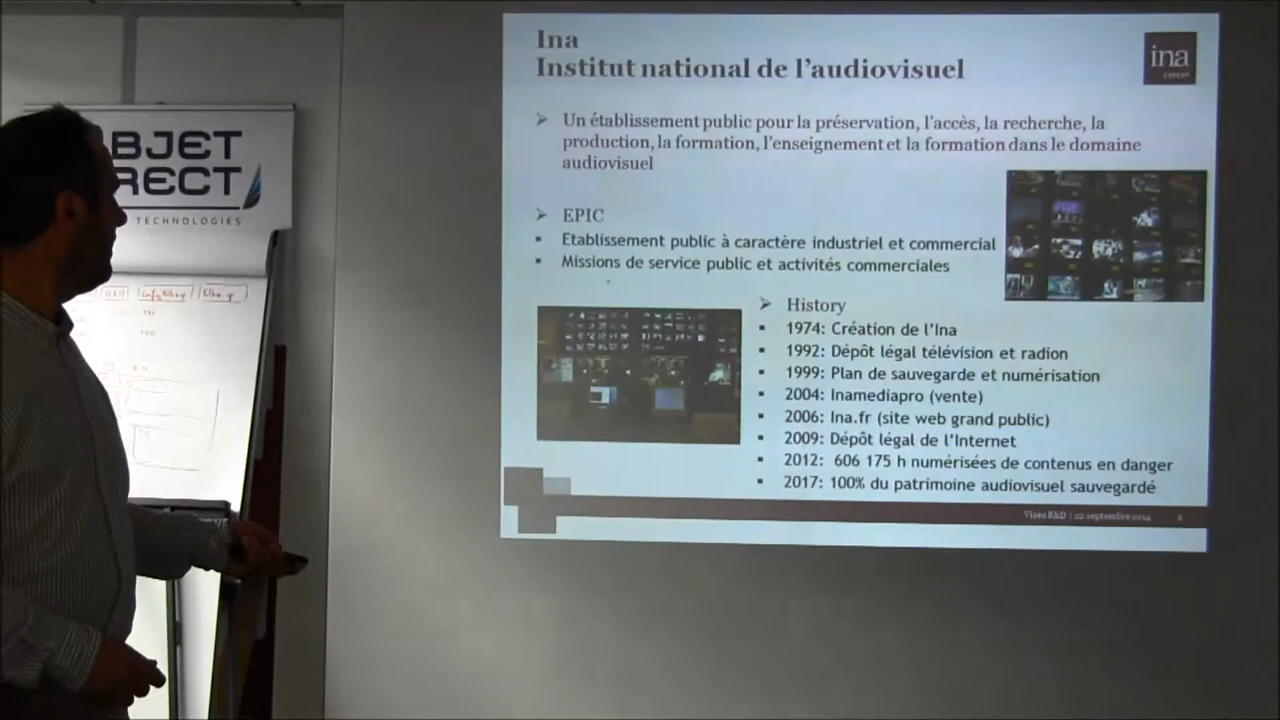 Ina
Institut national de l'audiovisuel
ina
EXPERT
Un établissement public pour la préservation, l'accès, la recherche, la
production, la formation, l'enseignement et la formation dans le domaine
audiovisuel
EPIC
Etablissement public à caractère industriel et commercial
Missions de service public et activités commerciales
History
1974: Création de l'Ina
1992: Dépôt légal télévision et radion
1999: Plan de sauvegarde et numérisation
2004: Inamediapro (vente)
2006: Ina.fr (site web grand public)
2009: Dépôt légal de l'Internet
2012: 606 175 h numérisées de contenus en danger
2017: 100% du patrimoine audiovisuel sauvegardé
22 septembre 2014
BJET
RECT
TECHNOLOGIES